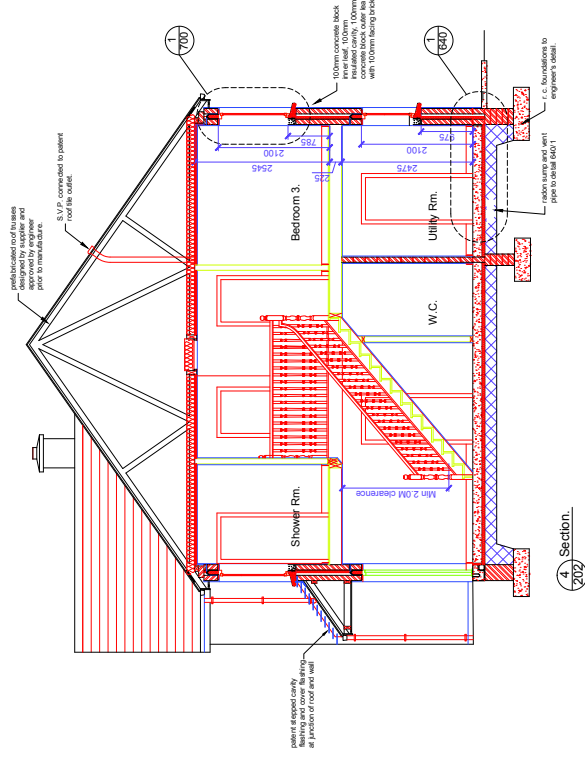 prefabricated roof trusses
designed by supplier and
approved by engineer
prior to manufacture.
S.V.P. connected to patent
roof tile outlet.
1
700
100mm concrete block
inner leaf, 100mm
insulated cavity, 100mm
concrete block outer lea
with 100mm facing brick
1
640
r. c. foundations to
engineer's detail.
radon sump and vent
pipe to detail 640/1
patent stepped cavity
flashing and cover flashing
at junction of roof and wall
Shower Rm.
Bedroom 3.
W.C.
Utility Rm.
Min 2.0M clearence
785
2100
2545
225
975
2100
2475
4
202
Section.